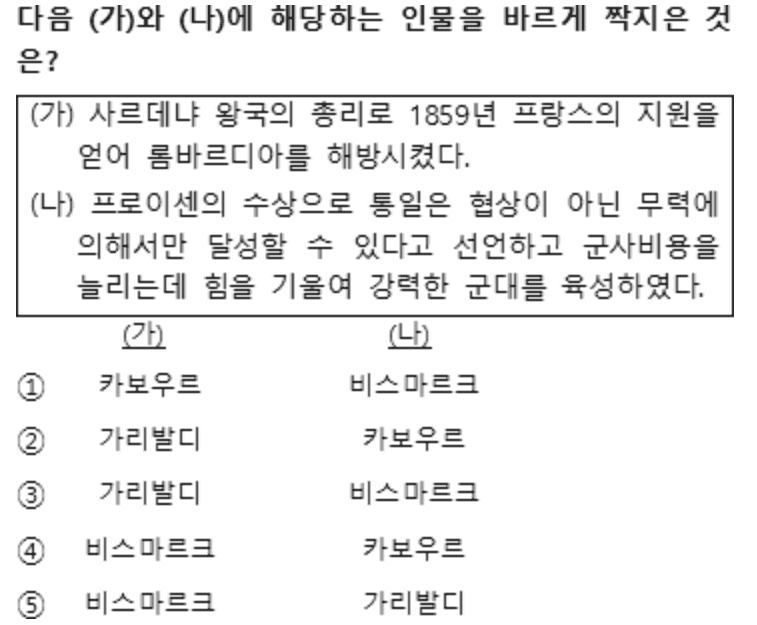 다음 (가)와 (나)에 해당하는 인물을 바르게 짝지은 것
은?
(가) 사르데냐 왕국의 총리로 1859년 프랑스의 지원을
얻어 롬바르디아를 해방시켰다.
(나) 프로이센의 수상으로 통일은 협상이 아닌 무력에
의해서만 달성할 수 있다고 선언하고 군사비용을
늘리는데 힘을 기울여 강력한 군대를 육성하였다.
(가) (나)
① 카보우르 비스마르크
② 가리발디 카보우르
③ 가리발디 비스마르크
④ 비스마르크 카보우르
⑤ 비스마르크 가리발디